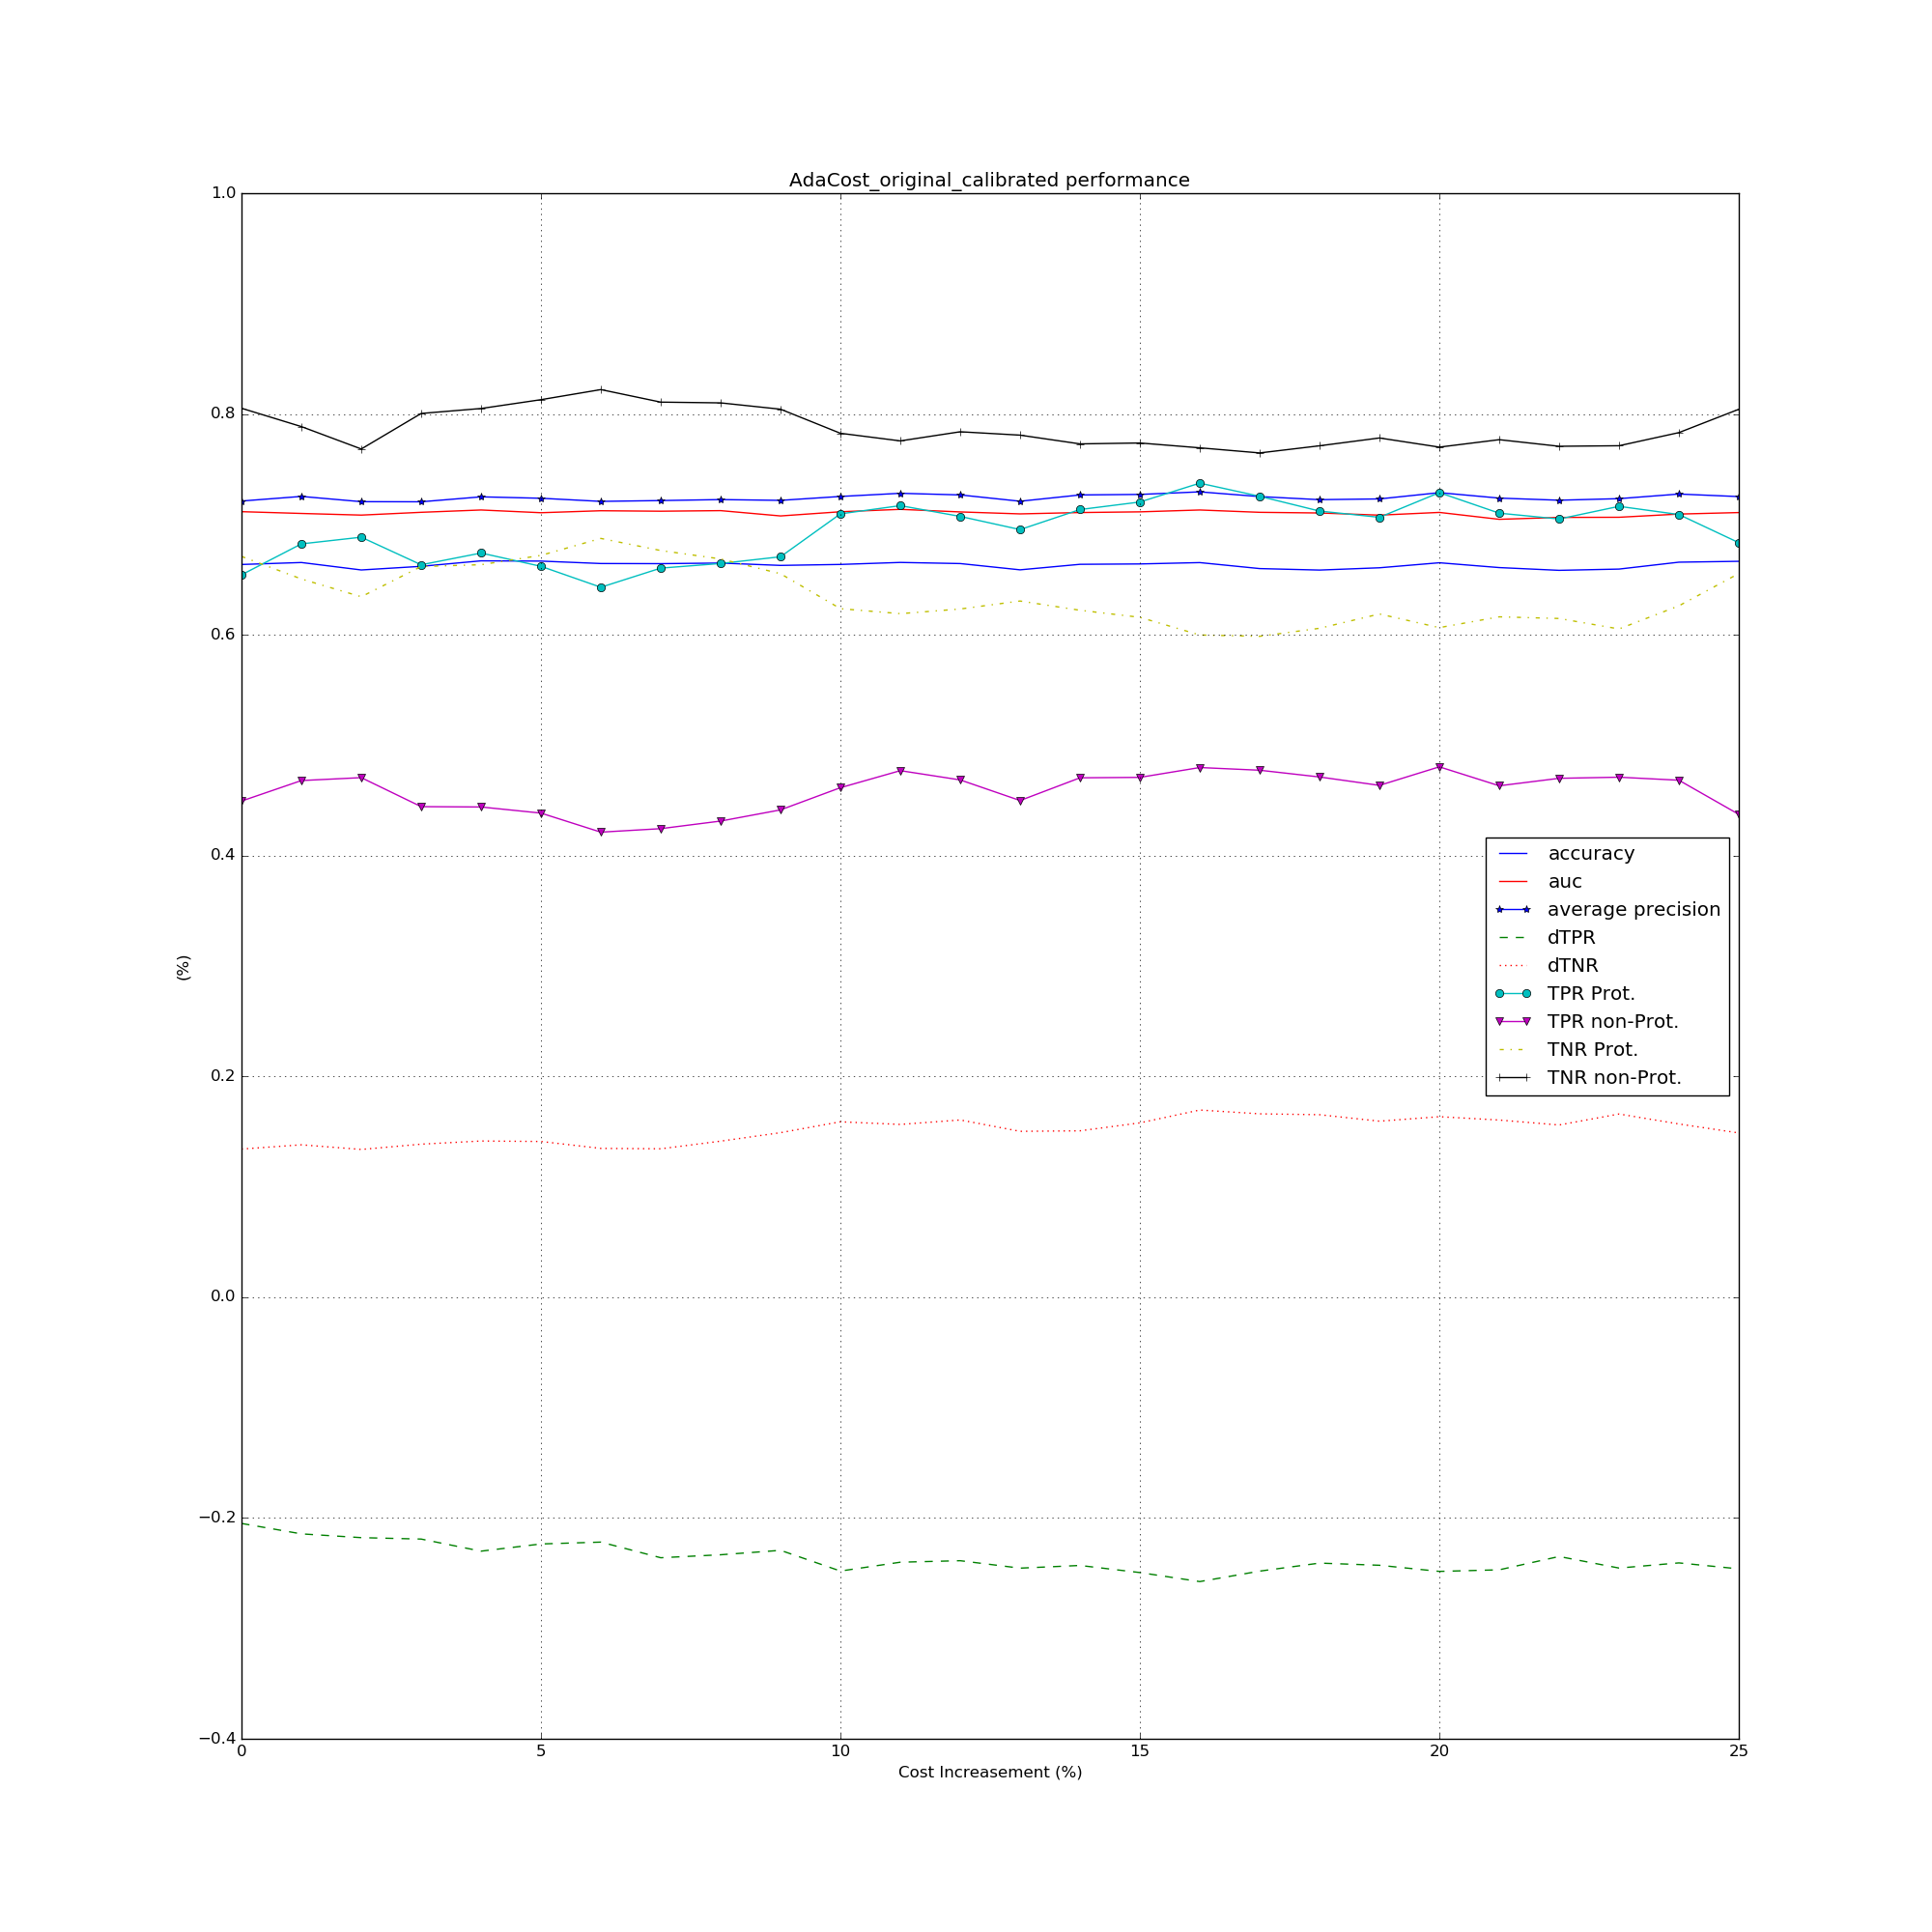 AdaCost_original_calibrated performance
1.0
0.8
0.6
0.4
0.2
0.0
−0.2
−0.4
(%)
accuracy
auc
average precision
dTPR
dTNR
TPR Prot.
TPR non-Prot.
TNR Prot.
TNR non-Prot.
0 5 10 15 20 25
Cost Increasement (%)